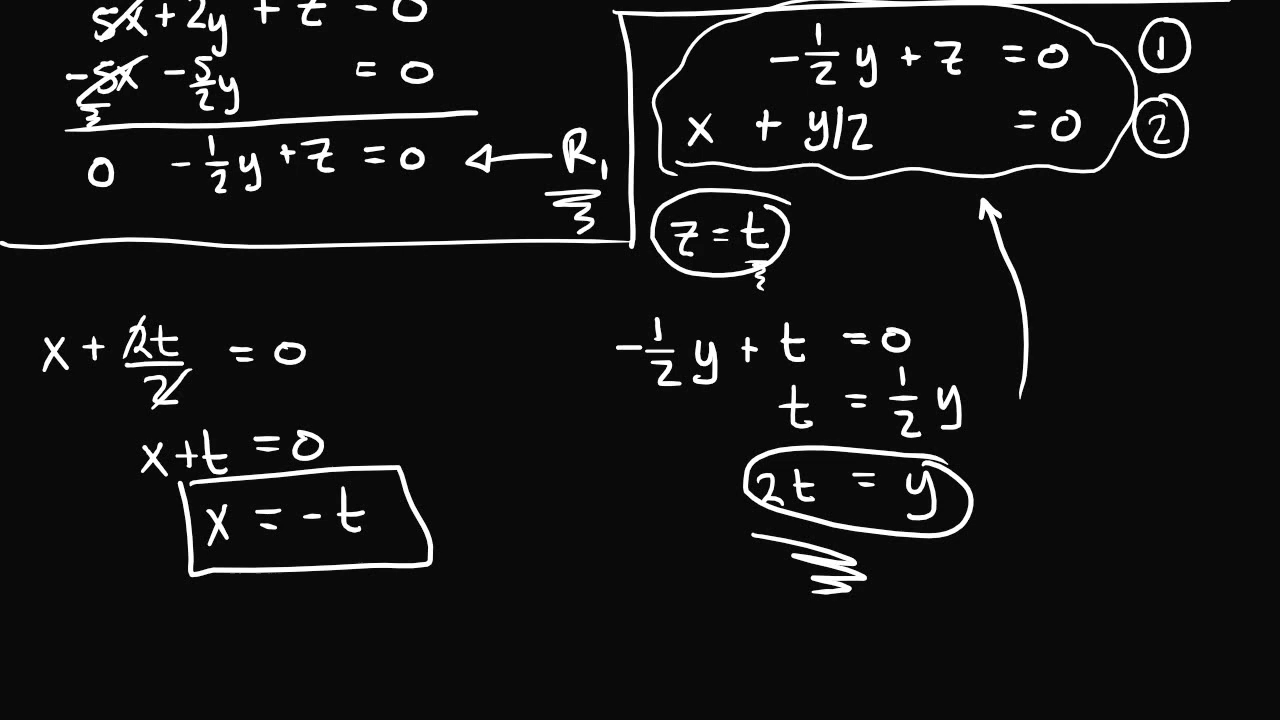 5x + 2y + z = 0
-5x - 5/2 y = 0
0 - 1/2 y + z = 0 ← R₁
- 1/2 y + z = 0 ①
x + y/2 = 0 ②
z = t
- 1/2 y + t = 0
t = 1/2 y
2t = y
x + 2t/2 = 0
x + t = 0
x = - t